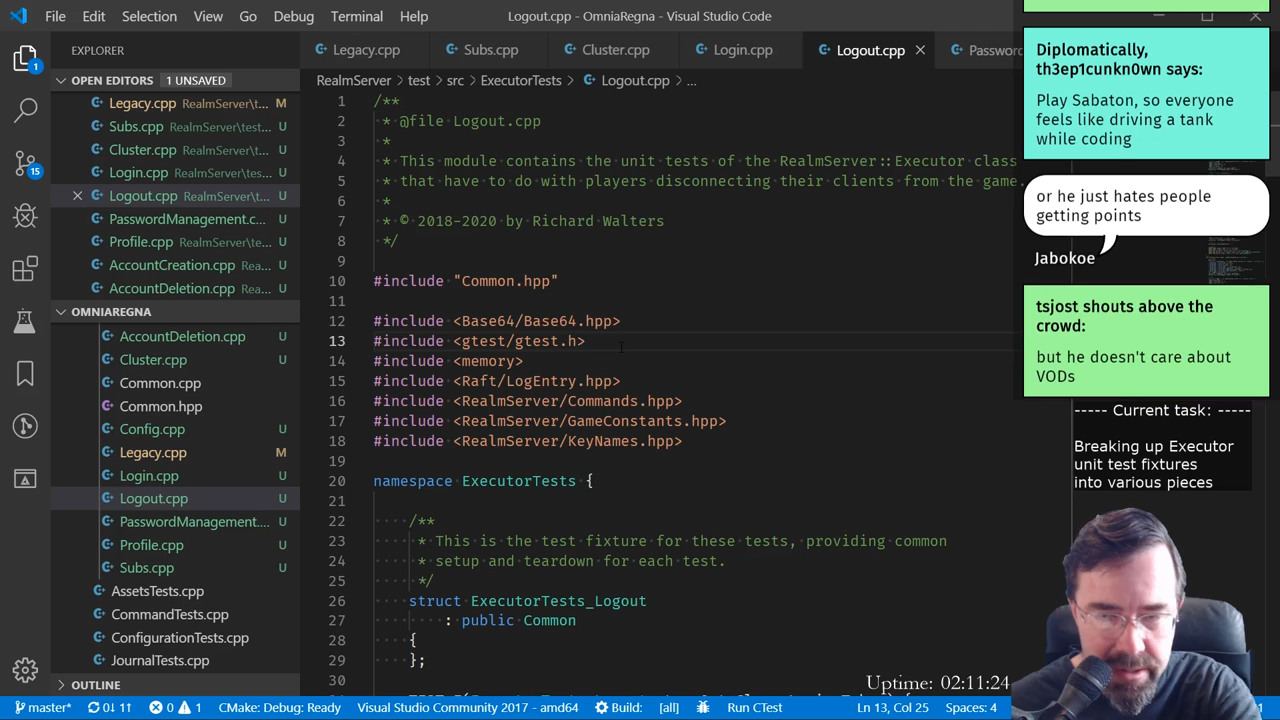 File Edit Selection View Go Debug Terminal Help
Logout.cpp - OmniaRegna - Visual Studio Code
EXPLORER
OPEN EDITORS 1 UNSAVED
Legacy.cpp RealmServer\t... M
Subs.cpp RealmServer\test... U
Cluster.cpp RealmServer\t... U
Login.cpp RealmServer\tes... U
Logout.cpp RealmServer\t... U
PasswordManagement.c... U
Profile.cpp RealmServer\te... U
AccountCreation.cpp Rea... U
AccountDeletion.cpp Rea... U
OMNIAREGNA
AccountDeletion.cpp U
Cluster.cpp U
Common.cpp U
Common.hpp U
Config.cpp U
Legacy.cpp M
Login.cpp U
Logout.cpp U
PasswordManagement.... U
Profile.cpp U
Subs.cpp U
AssetsTests.cpp
CommandTests.cpp
ConfigurationTests.cpp
JournalTests.cpp
OUTLINE
1
15
Legacy.cpp Subs.cpp Cluster.cpp Login.cpp Logout.cpp Password
RealmServer > test > src > ExecutorTests > Logout.cpp > ...
1 /**
2 * @file Logout.cpp
3 *
4 * This module contains the unit tests of the RealmServer::Executor class
5 * that have to do with players disconnecting their clients from the game.
6 *
7 * © 2018-2020 by Richard Walters
8 */
9
10 #include "Common.hpp"
11
12 #include <Base64/Base64.hpp>
13 #include <gtest/gtest.h>
14 #include <memory>
15 #include <Raft/LogEntry.hpp>
16 #include <RealmServer/Commands.hpp>
17 #include <RealmServer/GameConstants.hpp>
18 #include <RealmServer/KeyNames.hpp>
19
20 namespace ExecutorTests {
21
22 /**
23 * This is the test fixture for these tests, providing common
24 * setup and teardown for each test.
25 */
26 struct ExecutorTests_Logout
27 : public Common
28 {
29 };
Diplomatically,
th3ep1cunkn0wn says:
Play Sabaton, so everyone
feels like driving a tank
while coding
or he just hates people
getting points
Jabokoe
tsjost shouts above the
crowd:
but he doesn't care about
VODs
----- Current task: -----
Breaking up Executor
unit test fixtures
into various pieces
Uptime: 02:11:24
master* 0↓ 11↑ 0 1 CMake: Debug: Ready Visual Studio Community 2017 - amd64 Build: [all] Run CTest Ln 13, Col 25 Spaces: 4